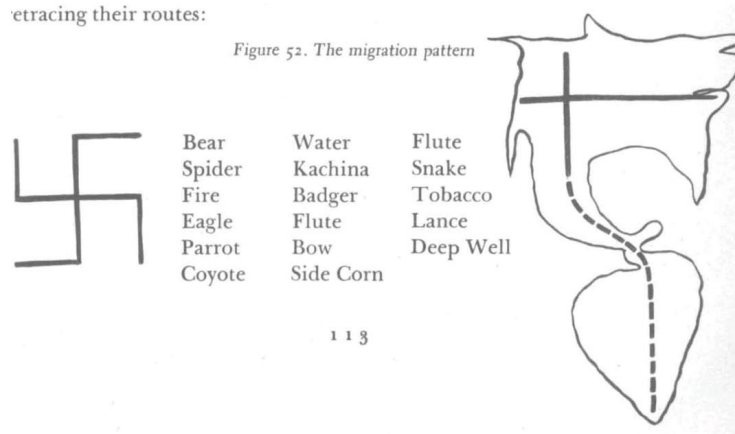 etracing their routes:
Figure 52. The migration pattern
Bear Water Flute
Spider Kachina Snake
Fire Badger Tobacco
Eagle Flute Lance
Parrot Bow Deep Well
Coyote Side Corn
113